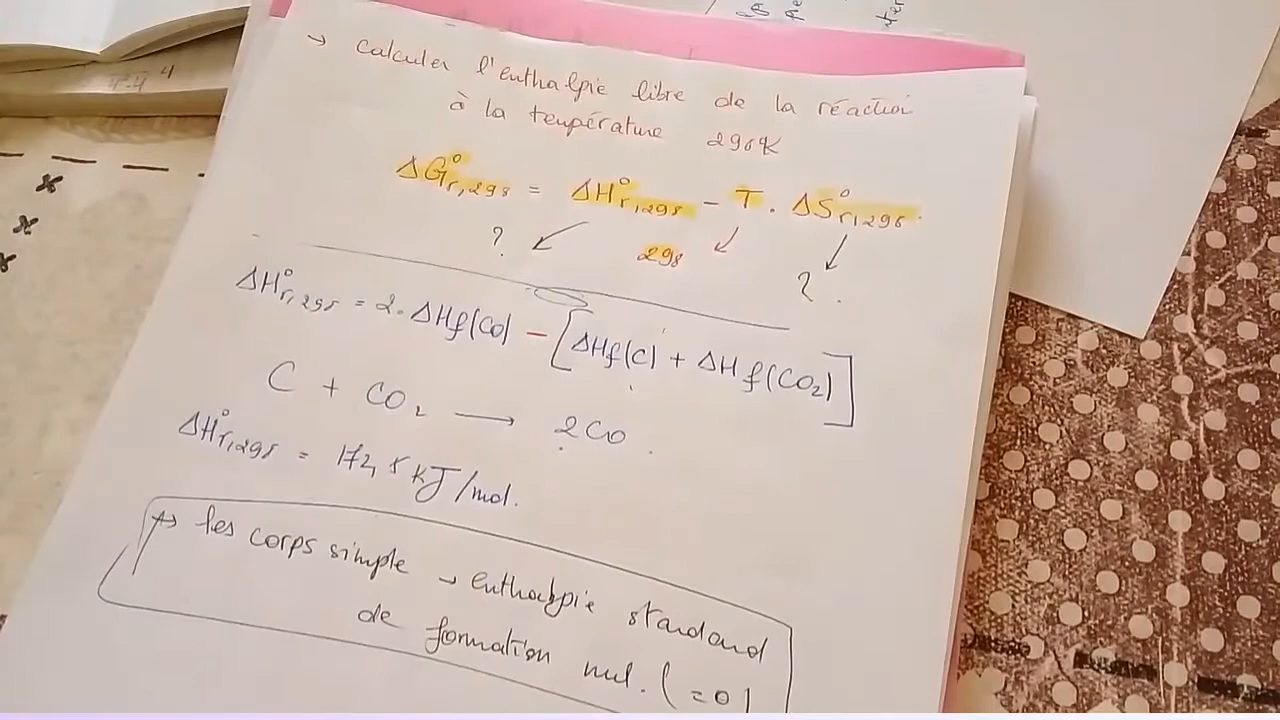 → Calculer l'enthalpie libre de la réaction
à la température 298K
ΔG°r,298 = ΔH°r,298 - T . ΔS°r,298.
? 298 ? .
ΔH°r,298 = 2. ΔHf(CO) - [ΔHf(C) + ΔHf(CO₂)]
C + CO₂ → 2CO .
ΔH°r,298 = 172,5 kJ/mol.
→ les corps simple → enthalpie standard
de formation nul. (=0)